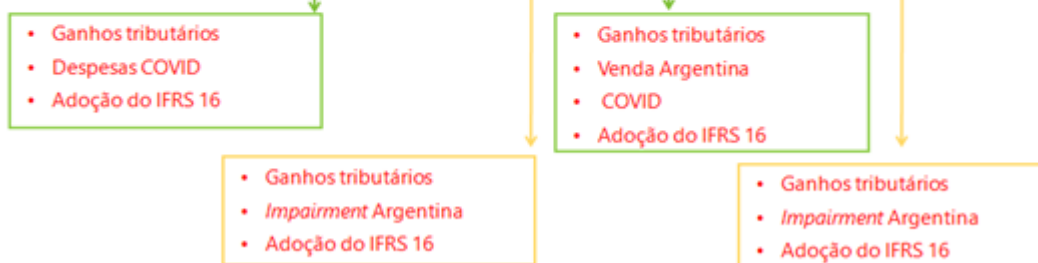 • Ganhos tributários
• Despesas COVID
• Adoção do IFRS 16
• Ganhos tributários
• Impairment Argentina
• Adoção do IFRS 16
• Ganhos tributários
• Venda Argentina
• COVID
• Adoção do IFRS 16
• Ganhos tributários
• Impairment Argentina
• Adoção do IFRS 16